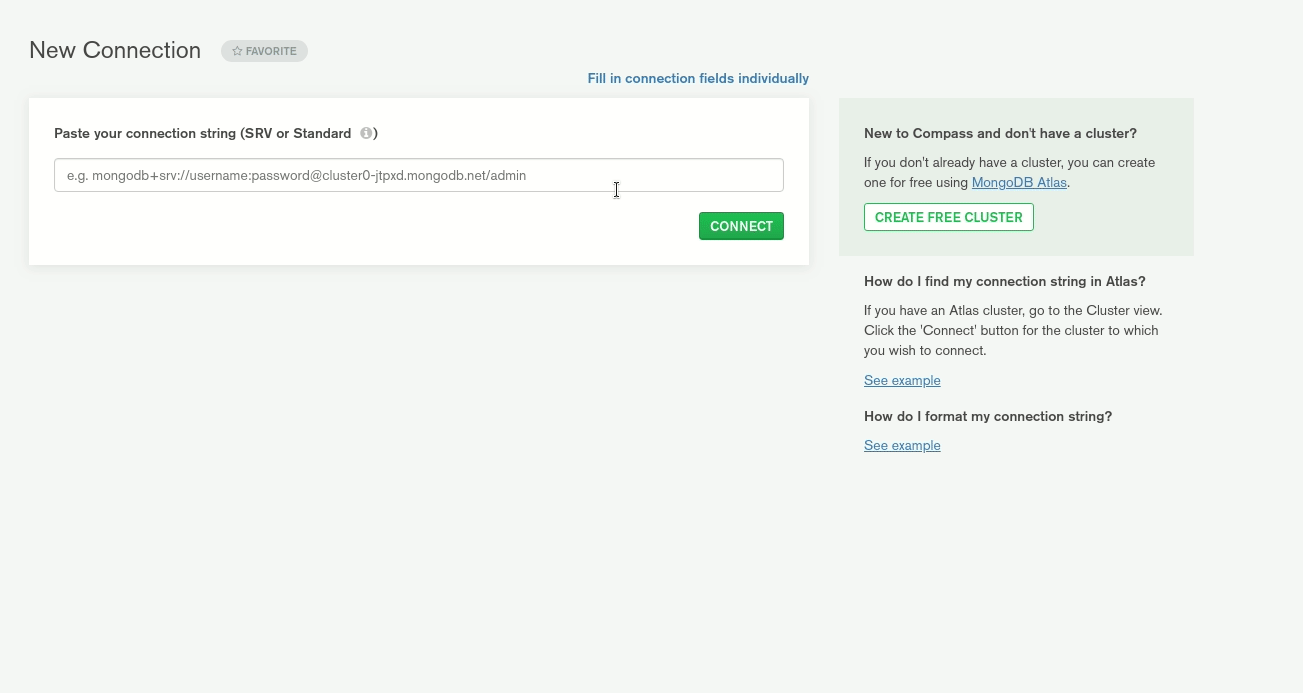 New Connection
FAVORITE
Fill in connection fields individually
Paste your connection string (SRV or Standard )
e.g. mongodb+srv://username:password@cluster0-jtpxd.mongodb.net/admin
CONNECT
New to Compass and don't have a cluster?
If you don't already have a cluster, you can create
one for free using MongoDB Atlas.
CREATE FREE CLUSTER
How do I find my connection string in Atlas?
If you have an Atlas cluster, go to the Cluster view.
Click the 'Connect' button for the cluster to which
you wish to connect.
See example
How do I format my connection string?
See example